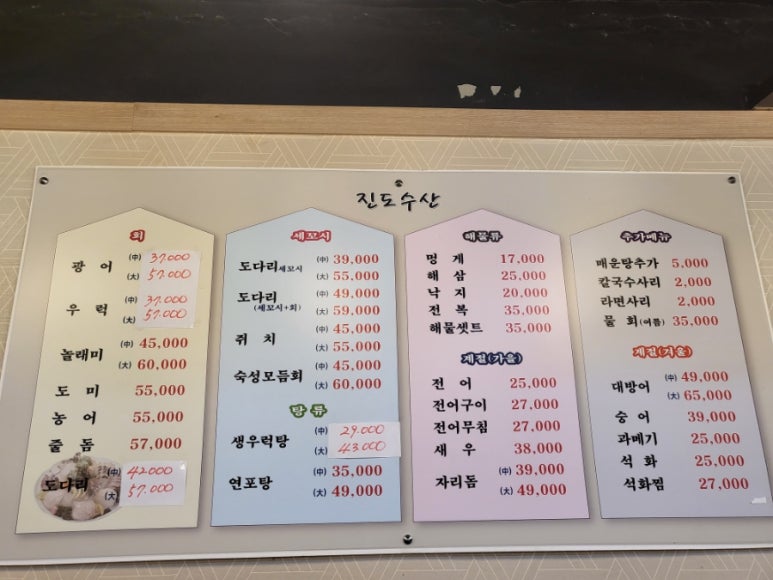 진도수산
회
광어 (中) 37.000
(大) 57.000
우럭 (中) 37.000
(大) 57.000
놀래미 (中) 45,000
(大) 60,000
도미 55,000
농어 55,000
줄돔 57,000
도다리 (中) 42000
(大) 57.000
세꼬시
도다리세꼬시 (中) 39,000
(大) 55,000
도다리 (세꼬시+회) (中) 49,000
(大) 59,000
쥐치 (中) 45,000
(大) 55,000
숙성모듬회 (中) 45,000
(大) 60,000
탕류
생우럭탕 (中) 29.000
(大) 43.000
연포탕 (中) 35,000
(大) 49,000
해물류
멍게 17,000
해삼 25,000
낙지 20,000
전복 35,000
해물셋트 35,000
계절(가을)
전어 25,000
전어구이 27,000
전어무침 27,000
새우 38,000
자리돔 (中) 39,000
(大) 49,000
추가메뉴
매운탕추가 5,000
칼국수사리 2,000
라면사리 2,000
물회(여름) 35,000
계절(겨울)
대방어 (中) 49,000
(大) 65,000
숭어 39,000
과메기 25,000
석화 25,000
석화찜 27,000